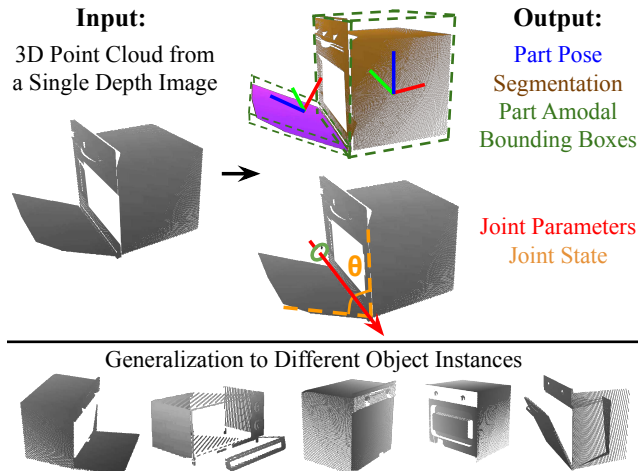 Input:
3D Point Cloud from
a Single Depth Image
Output:
Part Pose
Segmentation
Part Amodal
Bounding Boxes
θ
Joint Parameters
Joint State
Generalization to Different Object Instances